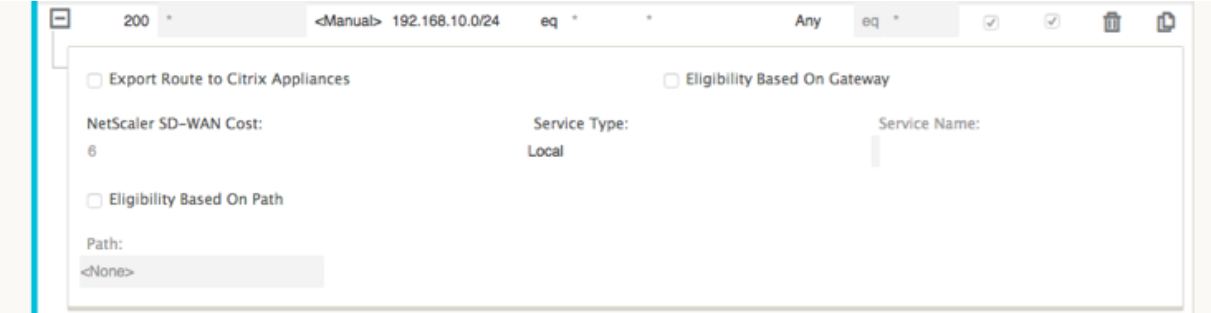 200 * <Manual> 192.168.10.0/24 eq * * Any eq *
Export Route to Citrix Appliances Eligibility Based On Gateway
NetScaler SD-WAN Cost: Service Type: Service Name:
6 Local
Eligibility Based On Path
Path:
<None>